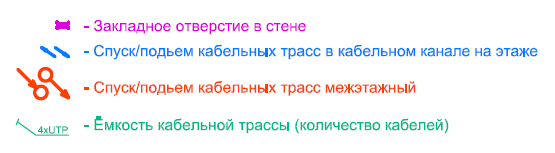 - Закладное отверстие в стене
- Спуск/подъем кабельных трасс в кабельном канале на этаже
- Спуск/подъем кабельных трасс межэтажный
4xUTP - Ёмкость кабельной трассы (количество кабелей)